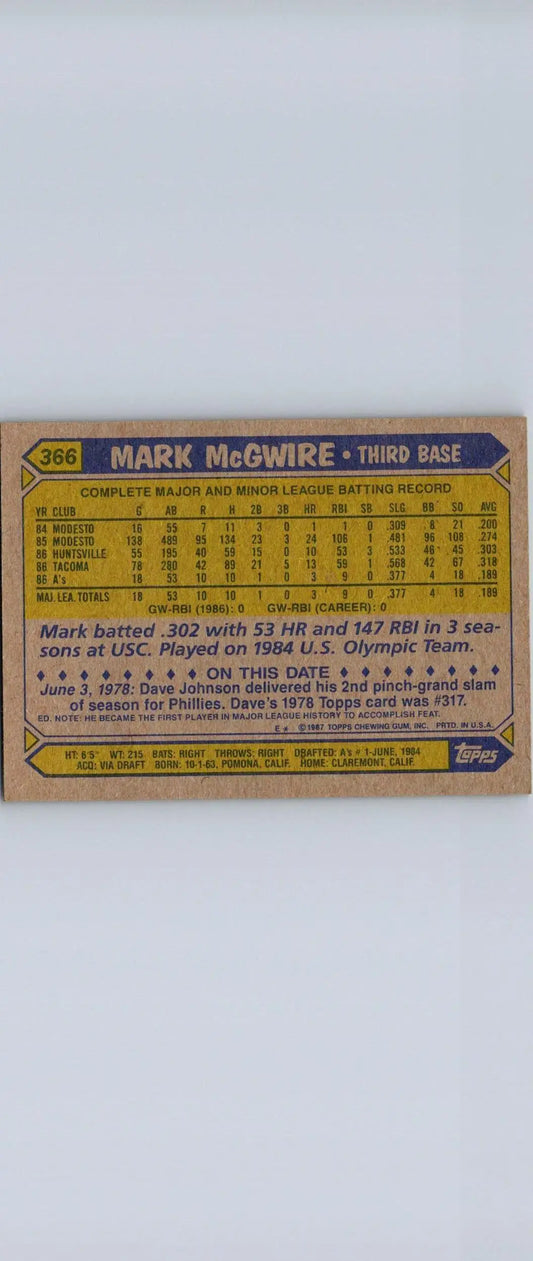 366 MARK McGWIRE • THIRD BASE
COMPLETE MAJOR AND MINOR LEAGUE BATTING RECORD
YR CLUB G AB R H 2B 3B HR RBI SB SLG BB SO AVG
84 MODESTO 16 55 7 11 3 0 1 1 0 .309 8 21 .200
85 MODESTO 138 489 95 134 23 3 24 106 1 .481 96 108 .274
86 HUNTSVILLE 55 195 40 59 15 0 10 53 3 .533 46 45 .303
86 TACOMA 78 280 42 89 21 5 13 59 1 .568 42 67 .318
86 A's 18 53 10 10 1 0 3 9 0 .377 4 18 .189
MAJ. LEA. TOTALS 18 53 10 10 1 0 3 9 0 .377 4 18 .189
GW-RBI (1986): 0 GW-RBI (CAREER): 0
Mark batted .302 with 53 HR and 147 RBI in 3 sea-
sons at USC. Played on 1984 U.S. Olympic Team.
♦ ♦ ♦ ♦ ♦ ♦ ♦ ON THIS DATE ♦ ♦ ♦ ♦ ♦ ♦ ♦
June 3, 1978: Dave Johnson delivered his 2nd pinch-grand slam
of season for Phillies. Dave's 1978 Topps card was #317.
ED. NOTE: HE BECAME THE FIRST PLAYER IN MAJOR LEAGUE HISTORY TO ACCOMPLISH FEAT.
E* ©1987 TOPPS CHEWING GUM, INC. PRTD. IN U.S.A.
HT: 6'5" WT: 215 BATS: RIGHT THROWS: RIGHT DRAFTED: A's #1-JUNE, 1984
ACQ: VIA DRAFT BORN: 10-1-63, POMONA, CALIF. HOME: CLAREMONT, CALIF.
topps